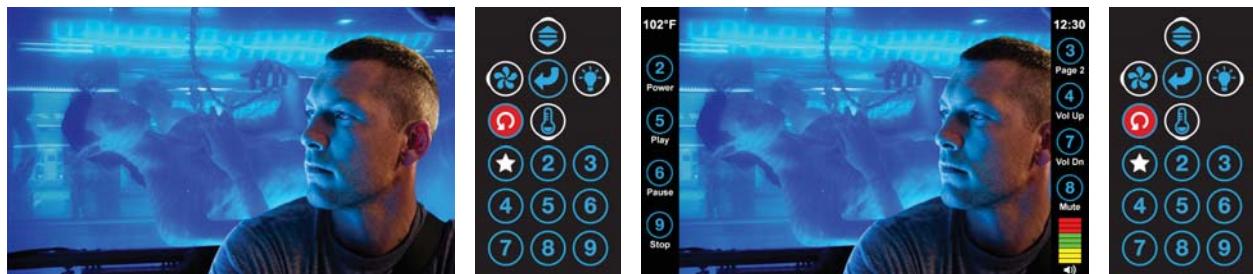 2 3
4 5 6
7 8 9
102°F
2
Power
5
Play
6
Pause
9
Stop
12:30
3
Page 2
4
Vol Up
7
Vol Dn
8
Mute
2 3
4 5 6
7 8 9